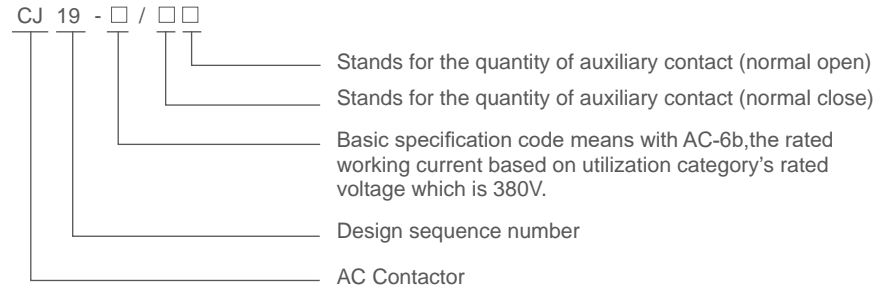 CJ 19 - □ / □ □
Stands for the quantity of auxiliary contact (normal open)
Stands for the quantity of auxiliary contact (normal close)
Basic specification code means with AC-6b,the rated
working current based on utilization category's rated
voltage which is 380V.
Design sequence number
AC Contactor